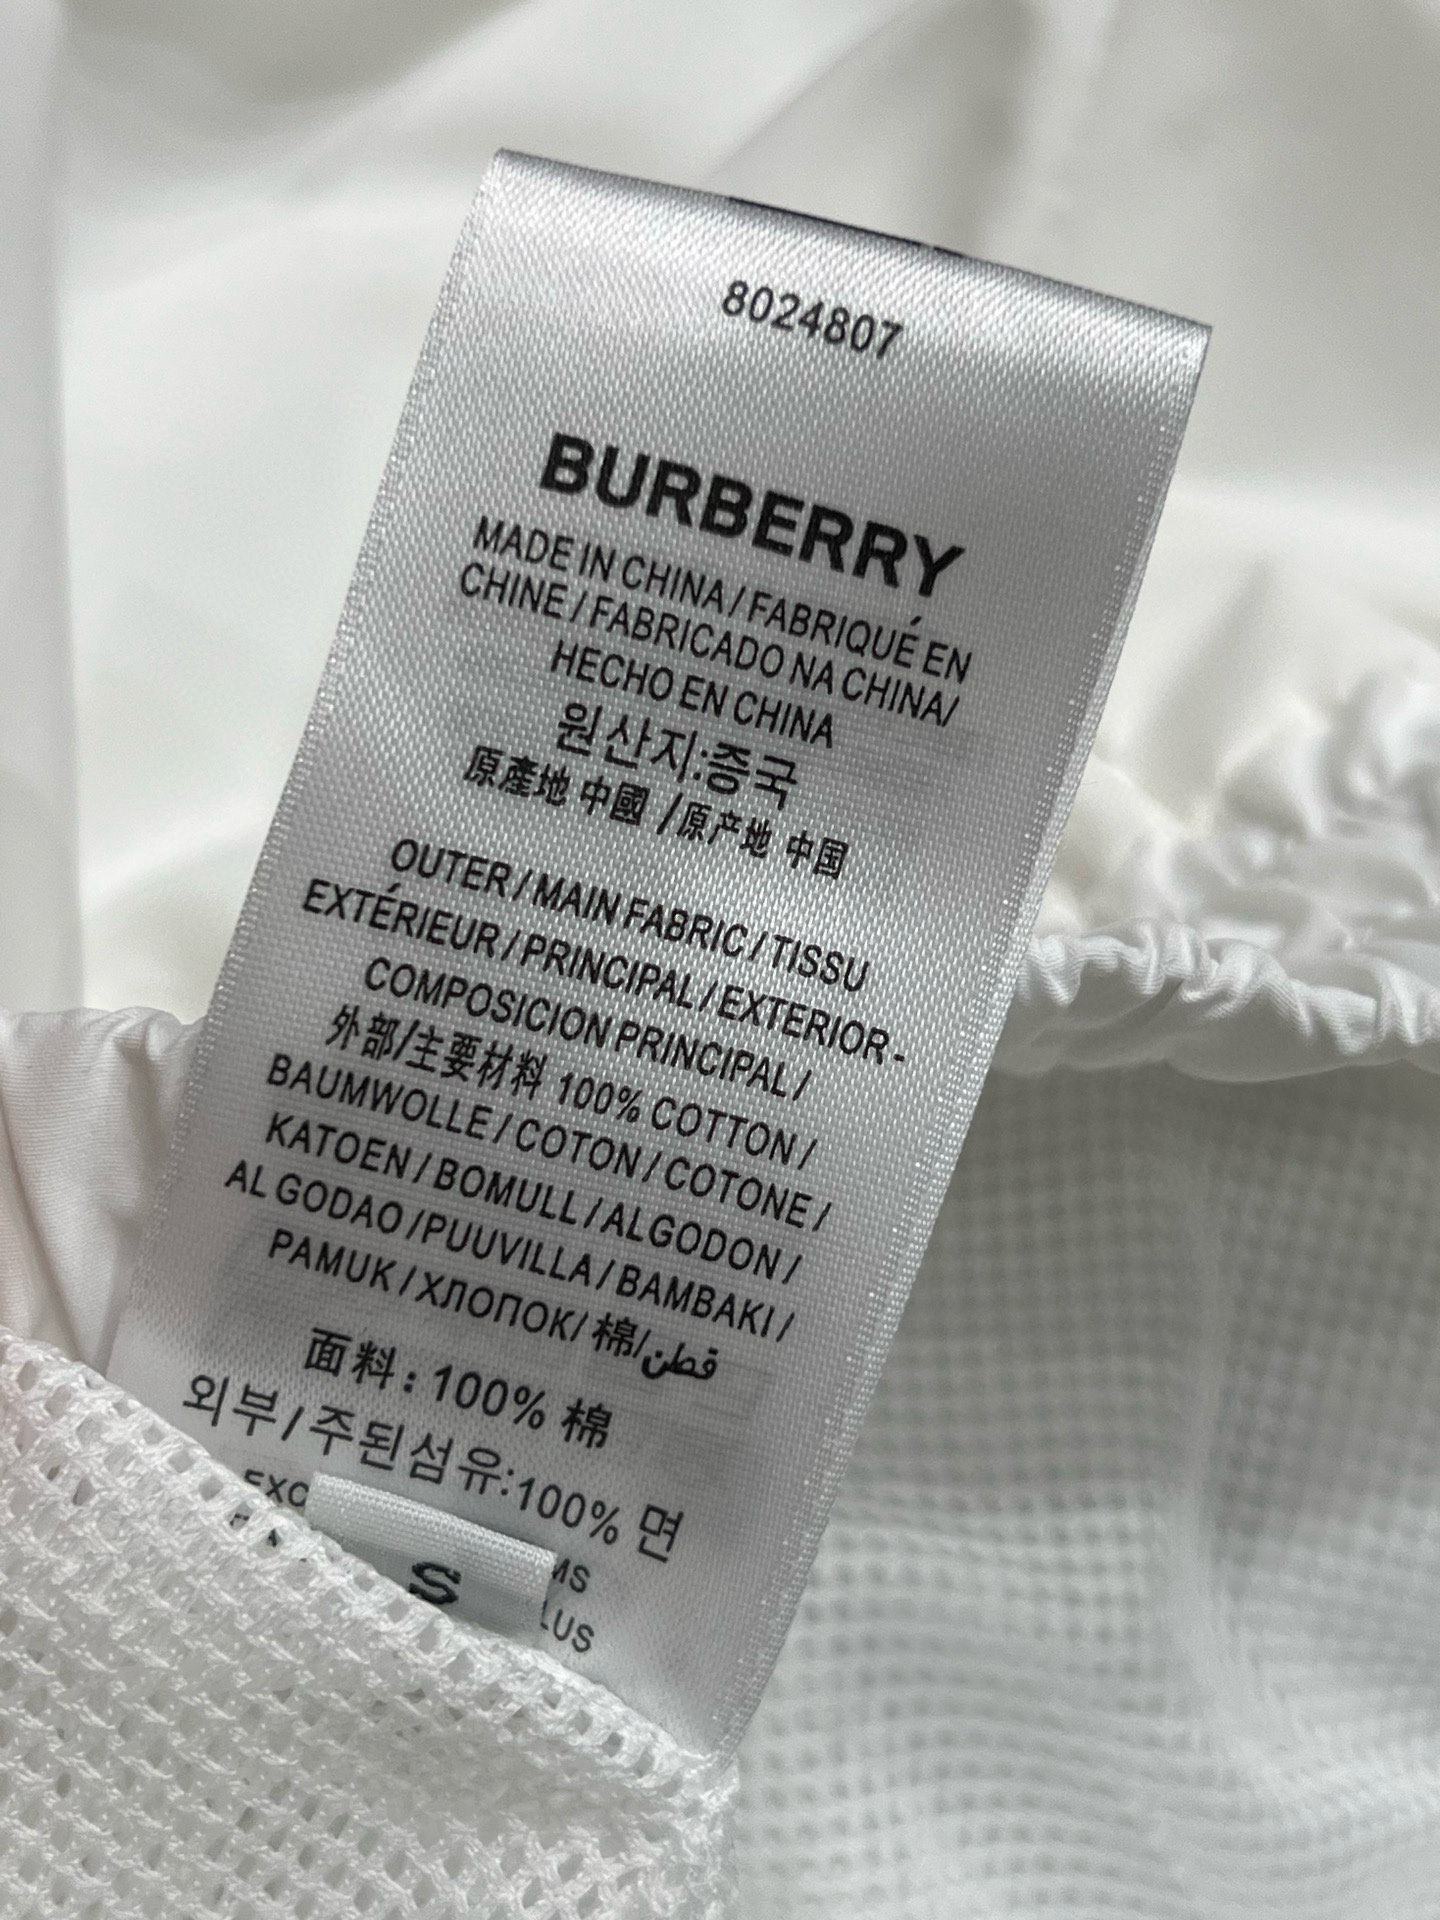 8024807
BURBERRY
MADE IN CHINA / FABRIQUÉ EN
CHINE / FABRICADO NA CHINA/
HECHO EN CHINA
원산지:중국
原產地 中國 /原产地 中国
OUTER / MAIN FABRIC / TISSU
EXTÉRIEUR / PRINCIPAL / EXTERIOR-
COMPOSICION PRINCIPAL /
外部/主要材料 100% COTTON /
BAUMWOLLE / COTON / COTONE /
KATOEN / BOMULL / ALGODON /
ALGODAO / PUUVILLA / BAMBAKI /
PAMUK / ХЛОПОК/ 棉/قطن
面料：100% 棉
외부 / 주된섬유:100% 면
S